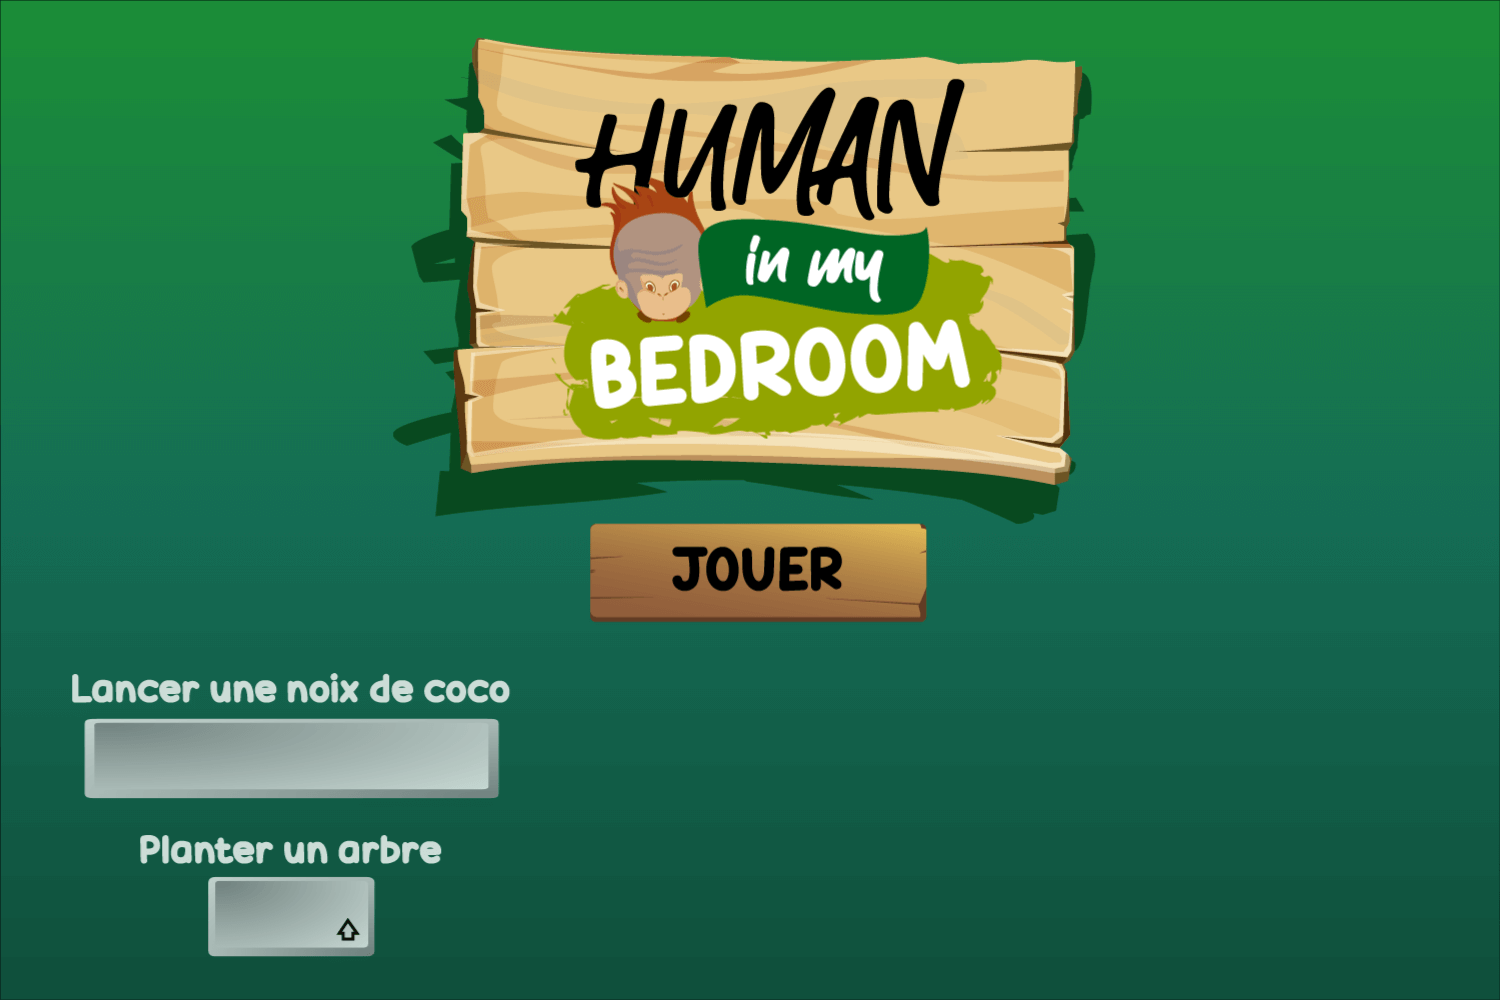 HUMAN
in my
BEDROOM
JOUER
Lancer une noix de coco
Planter un arbre